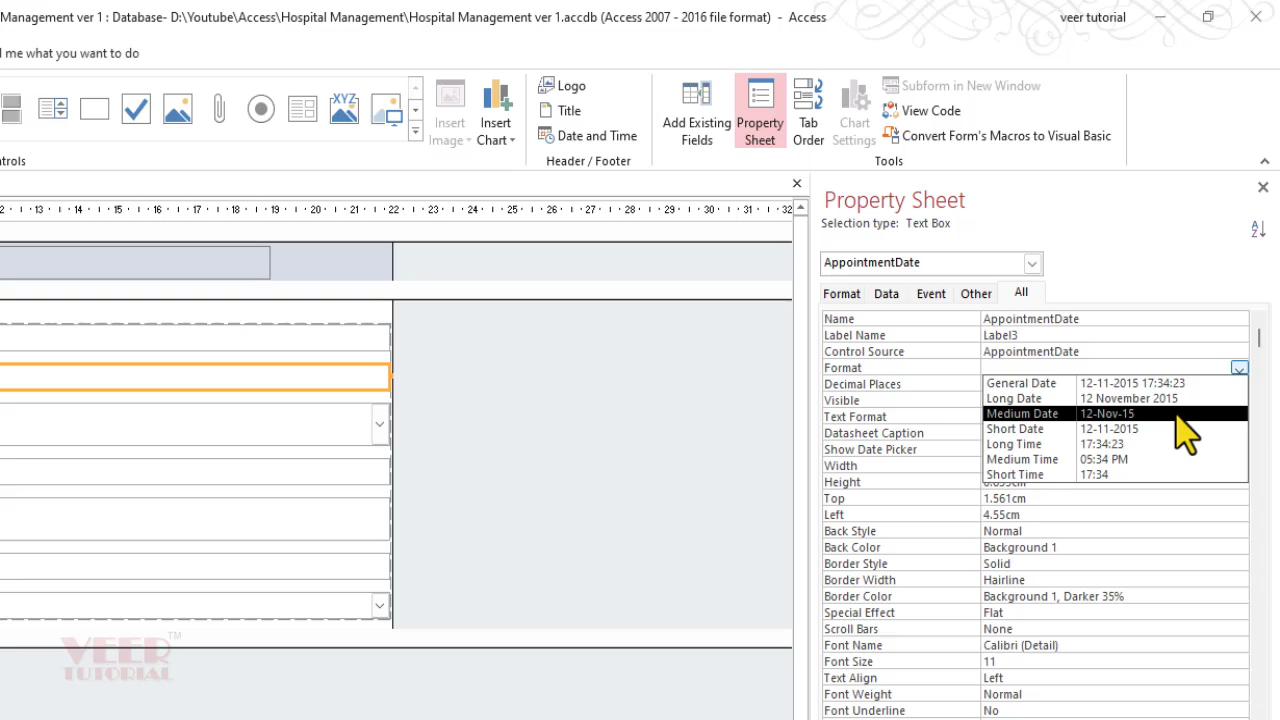 Management ver 1 : Database- D:\Youtube\Access\Hospital Management\Hospital Management ver 1.accdb (Access 2007 - 2016 file format) - Access
veer tutorial
ll me what you want to do
Insert Image
Insert Chart
Logo
Title
Date and Time
Add Existing Fields
Property Sheet
Tab Order
Chart Settings
Subform in New Window
View Code
Convert Form's Macros to Visual Basic
ntrols
Header / Footer
Tools
12 13 14 15 16 17 18 19 20 21 22 23 24 25 26 27 28 29 30 31 32
Property Sheet
Selection type: Text Box
AppointmentDate
Format Data Event Other All
Name AppointmentDate
Label Name Label3
Control Source AppointmentDate
Format
Decimal Places
Visible
Text Format
Datasheet Caption
Show Date Picker
Width
Height
General Date 12-11-2015 17:34:23
Long Date 12 November 2015
Medium Date 12-Nov-15
Short Date 12-11-2015
Long Time 17:34:23
Medium Time 05:34 PM
Short Time 17:34
Top 1.561cm
Left 4.55cm
Back Style Normal
Back Color Background 1
Border Style Solid
Border Width Hairline
Border Color Background 1, Darker 35%
Special Effect Flat
Scroll Bars None
Font Name Calibri (Detail)
Font Size 11
Text Align Left
Font Weight Normal
Font Underline No
VEER TM
TUTORIAL